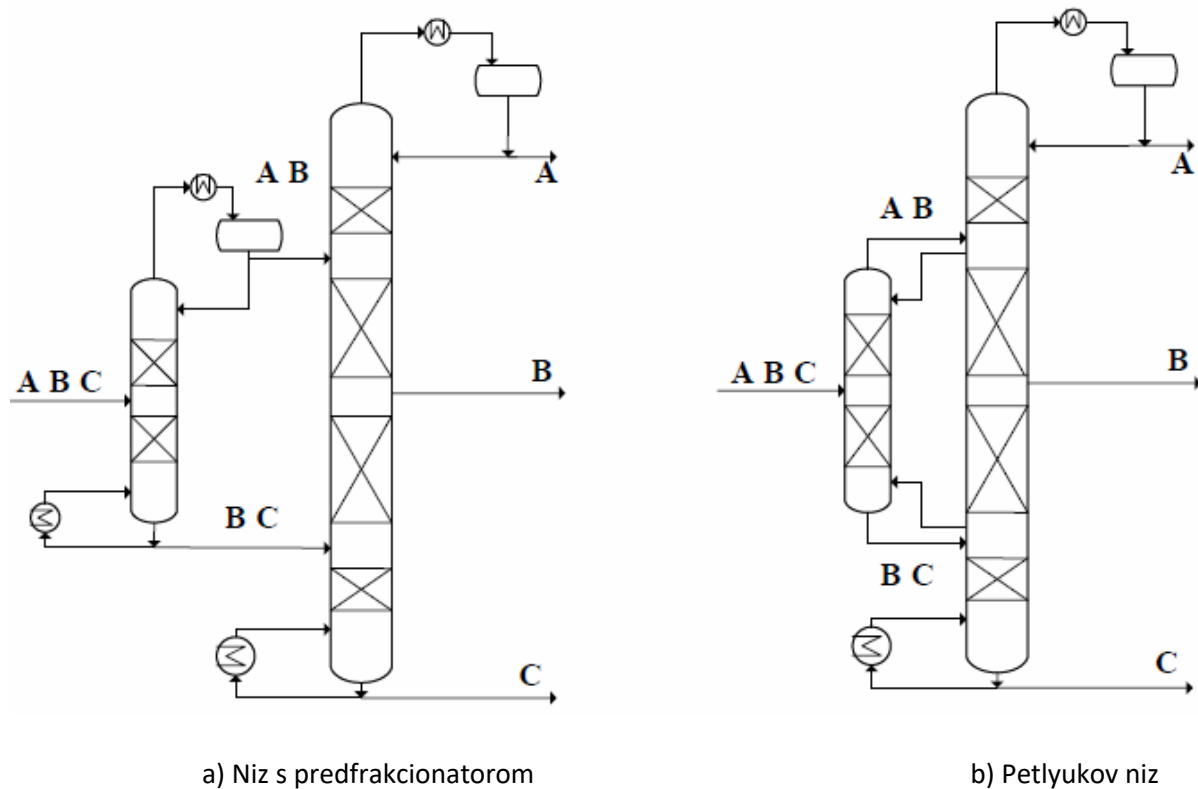 A B
A
A B C
B
B C
C
A B
A
A B C
B
B C
C
a) Niz s predfrakcionatorom
b) Petlyukov niz